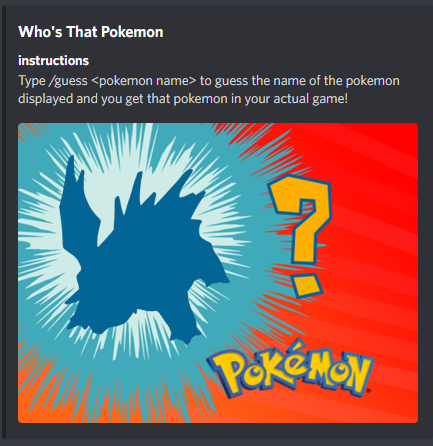 Who's That Pokemon
instructions
Type /guess <pokemon name> to guess the name of the pokemon
displayed and you get that pokemon in your actual game!
?
POKéMON